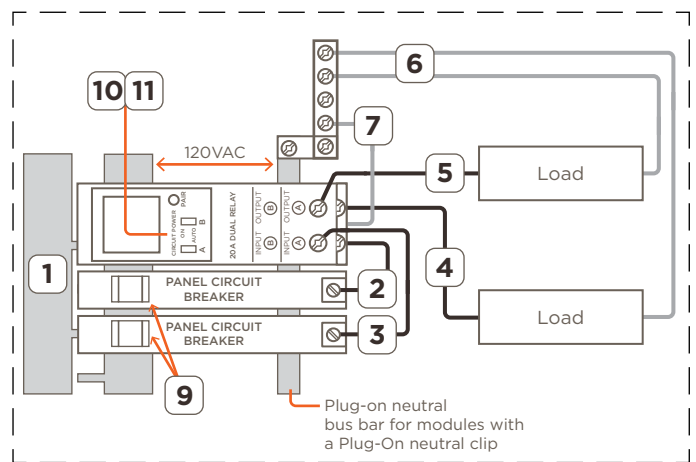 10 11
6
7
120VAC
5
Load
PAIR
CIRCUIT POWER
ON
AUTO
A
B
20A DUAL RELAY
INPUT OUTPUT
B B
INPUT OUTPUT
A A
1
4
PANEL CIRCUIT
BREAKER
2
Load
PANEL CIRCUIT
BREAKER
3
9
Plug-on neutral
bus bar for modules with
a Plug-On neutral clip